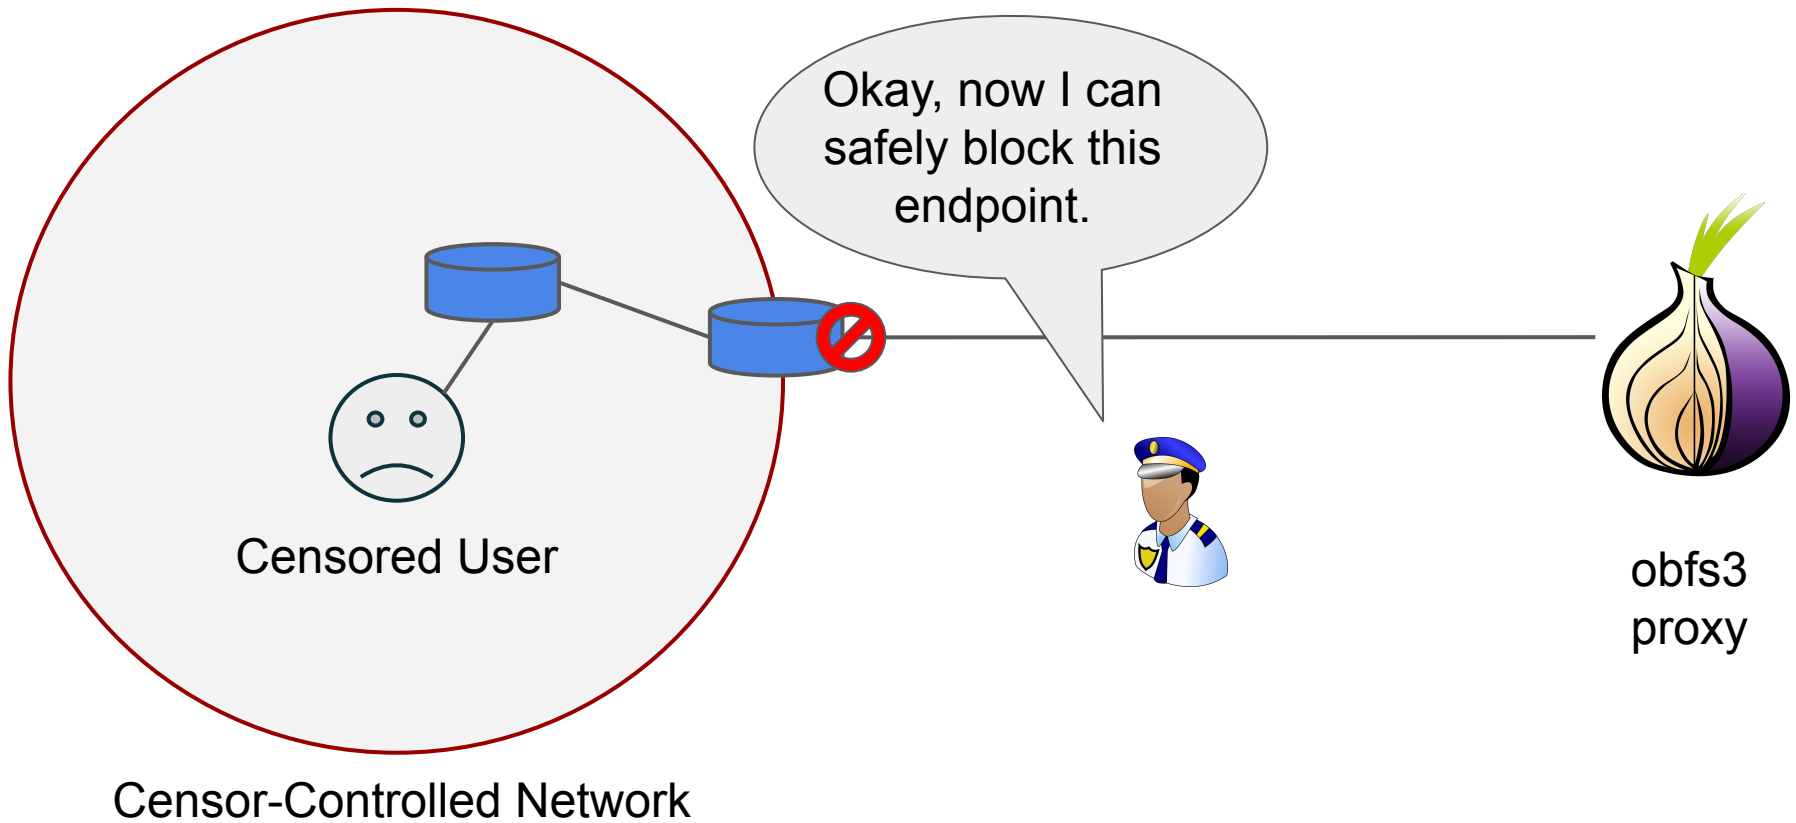 Okay, now I can
safely block this
endpoint.
Censored User
obfs3
proxy
Censor-Controlled Network